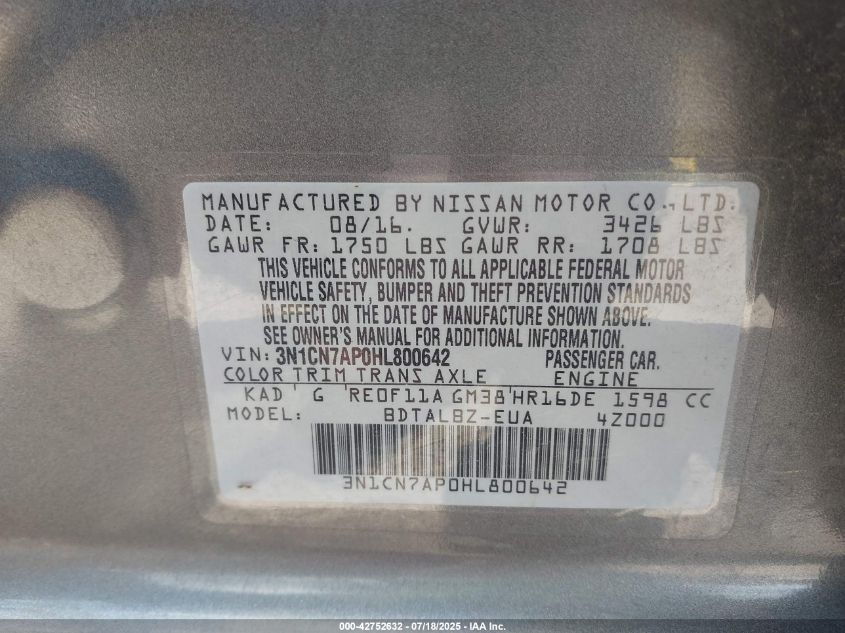 MANUFACTURED BY NISSAN MOTOR CO., LTD.
DATE: 08/16. GVWR: 3426 LBS
GAWR FR: 1750 LBS GAWR RR: 1708 LBS
THIS VEHICLE CONFORMS TO ALL APPLICABLE FEDERAL MOTOR
VEHICLE SAFETY, BUMPER AND THEFT PREVENTION STANDARDS
IN EFFECT ON THE DATE OF MANUFACTURE SHOWN ABOVE.
SEE OWNER'S MANUAL FOR ADDITIONAL INFORMATION.
VIN: 3N1CN7AP0HL800642 PASSENGER CAR.
COLOR TRIM TRANS AXLE ENGINE
KAD ' G 'RE0F11A GM38'HR16DE 1598 CC
MODEL: BDTALBZ-EUA 4Z000
3N1CN7AP0HL800642
000-42752632 / 07/18/2025 - IAA Inc.